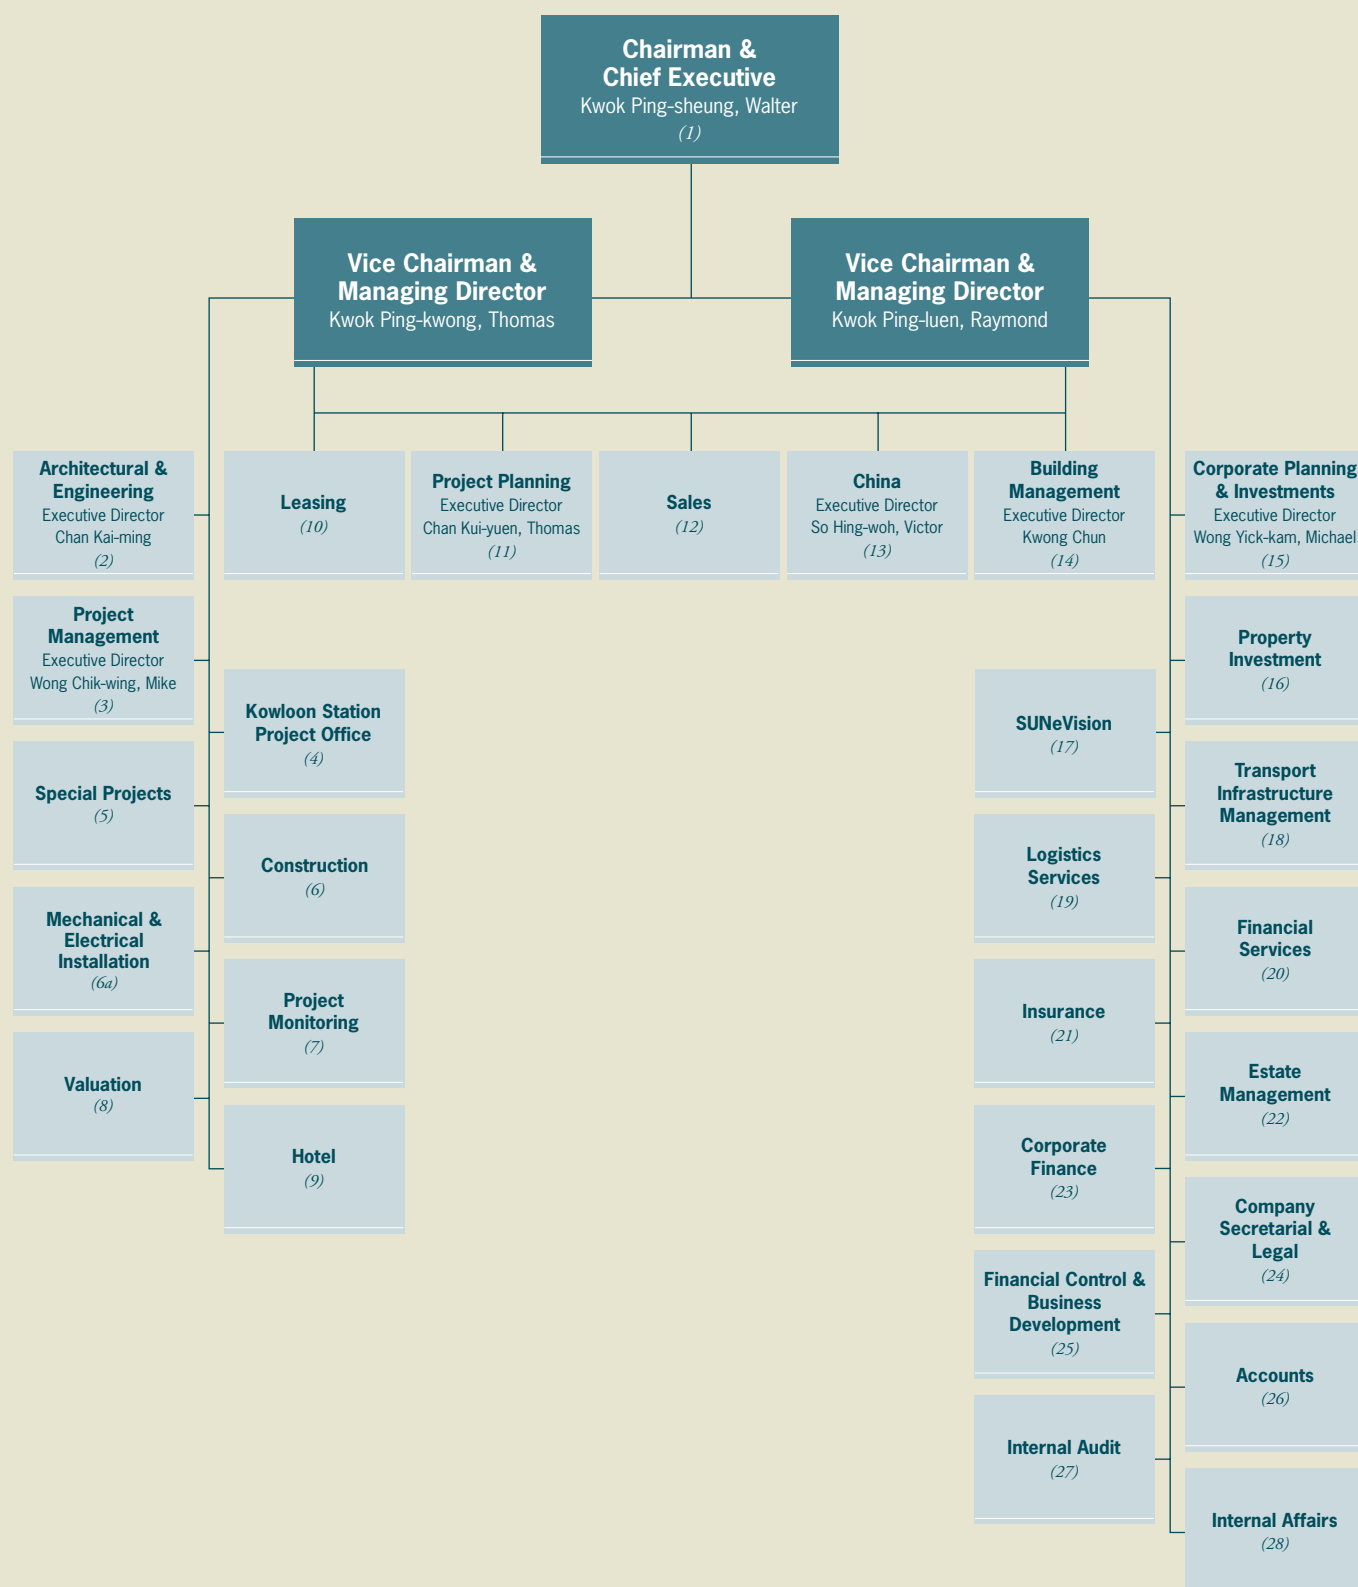 Chairman &
Chief Executive
Kwok Ping-sheung, Walter
(1)
Vice Chairman &
Managing Director
Kwok Ping-kwong, Thomas
Vice Chairman &
Managing Director
Kwok Ping-luen, Raymond
Architectural &
Engineering
Executive Director
Chan Kai-ming
(2)
Leasing
(10)
Project Planning
Executive Director
Chan Kui-yuen, Thomas
(11)
Sales
(12)
China
Executive Director
So Hing-woh, Victor
(13)
Building
Management
Executive Director
Kwong Chun
(14)
Corporate Planning
& Investments
Executive Director
Wong Yick-kam, Michael
(15)
Project
Management
Executive Director
Wong Chik-wing, Mike
(3)
Kowloon Station
Project Office
(4)
Special Projects
(5)
Construction
(6)
Mechanical &
Electrical
Installation
(6a)
Project
Monitoring
(7)
Valuation
(8)
Hotel
(9)
Property
Investment
(16)
SUNeVision
(17)
Transport
Infrastructure
Management
(18)
Logistics
Services
(19)
Financial
Services
(20)
Insurance
(21)
Estate
Management
(22)
Corporate
Finance
(23)
Company
Secretarial &
Legal
(24)
Financial Control &
Business
Development
(25)
Accounts
(26)
Internal Audit
(27)
Internal Affairs
(28)